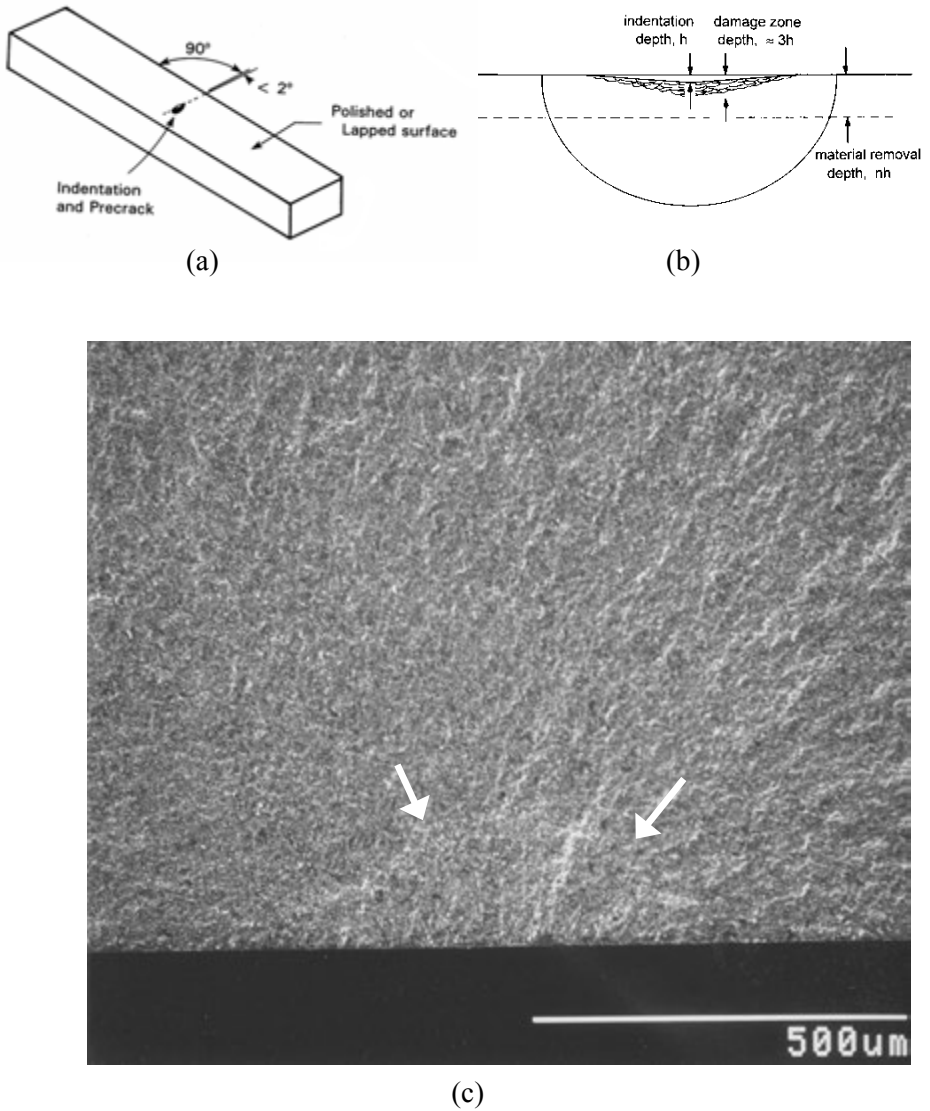 90°
< 2°
Polished or
Lapped surface
Indentation
and Precrack
(a)
indentation
depth, h
damage zone
depth, ≈ 3h
material removal
depth, nh
(b)
500um
(c)